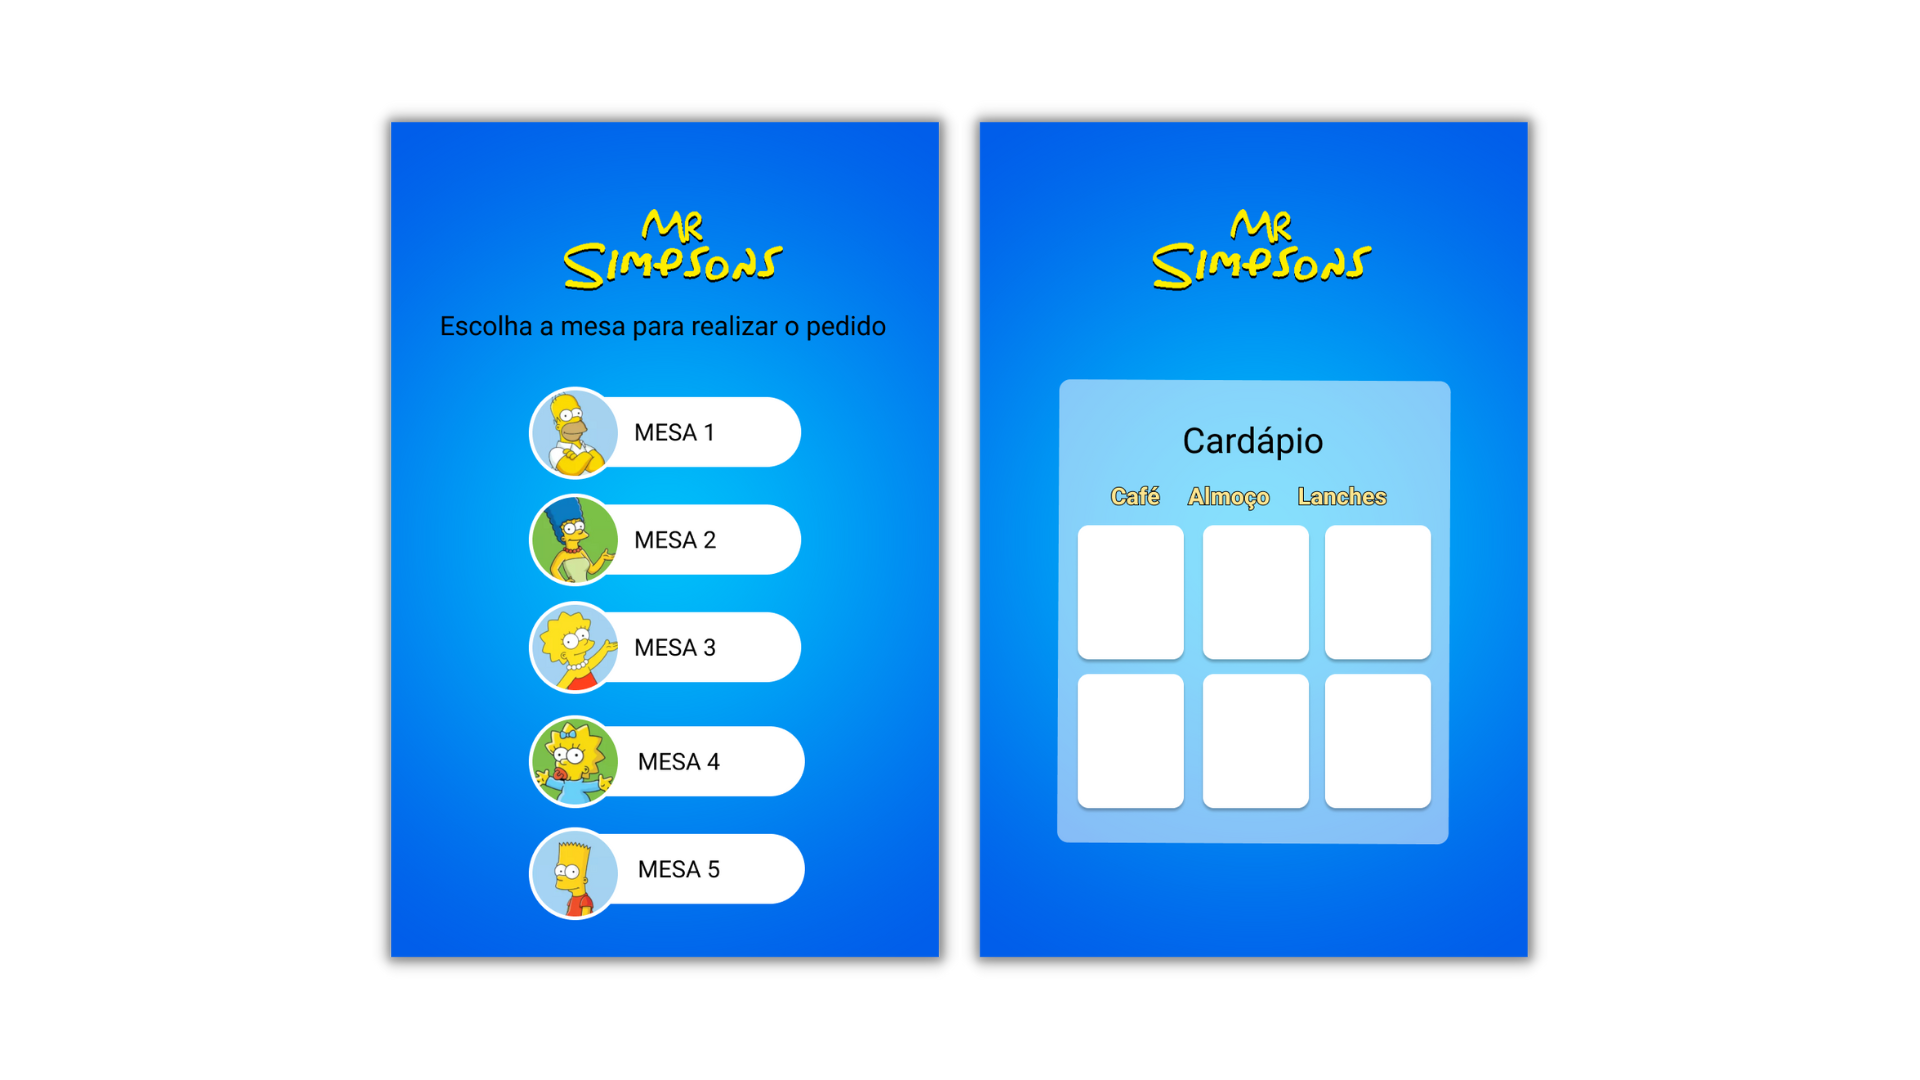 MR
SIMPSONS
Escolha a mesa para realizar o pedido
MESA 1
MESA 2
MESA 3
MESA 4
MESA 5
MR
SIMPSONS
Cardápio
Café Almoço Lanches